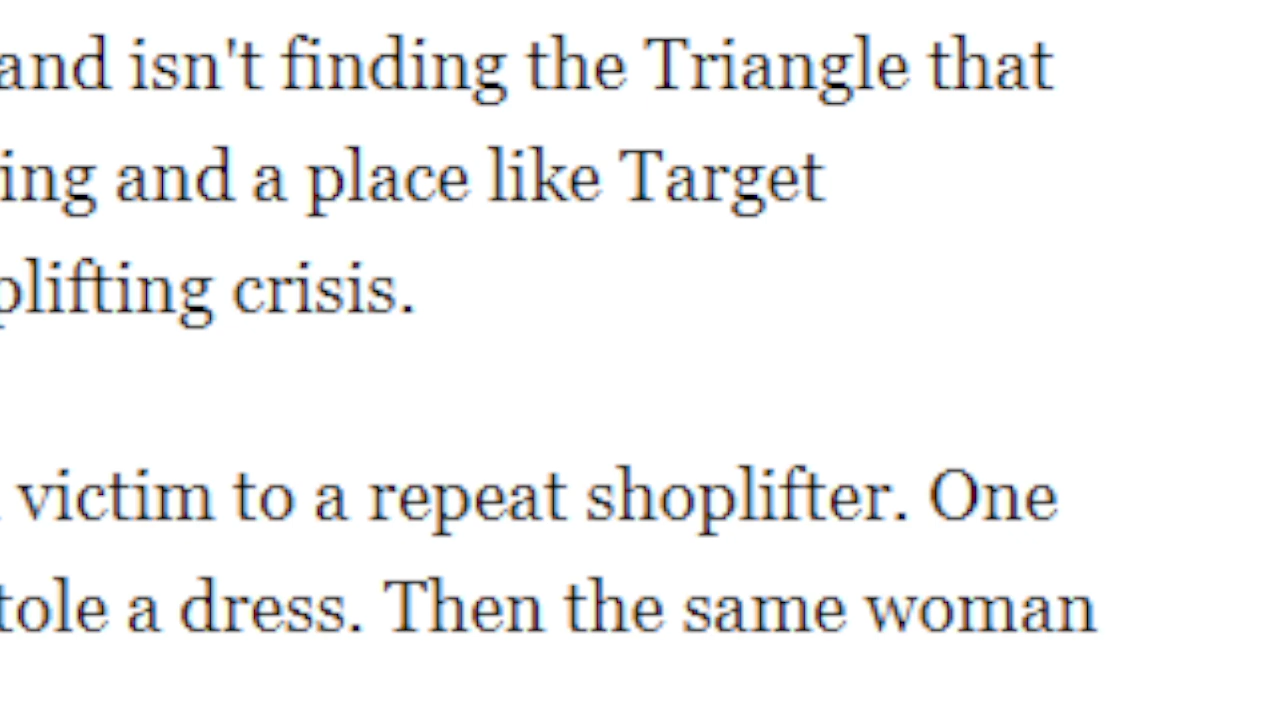 and isn't finding the Triangle that
ing and a place like Target
plifting crisis.
victim to a repeat shoplifter. One
tole a dress. Then the same woman